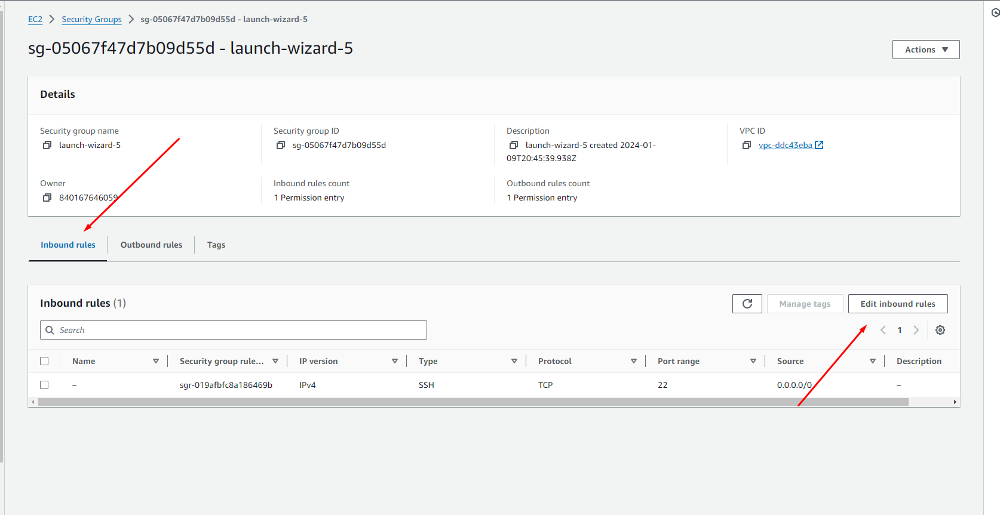 EC2 > Security Groups > sg-05067f47d7b09d55d - launch-wizard-5
sg-05067f47d7b09d55d - launch-wizard-5
Actions
Details
Security group name
launch-wizard-5
Security group ID
sg-05067f47d7b09d55d
Description
launch-wizard-5 created 2024-01-
09T20:45:39.938Z
VPC ID
vpc-ddc43eba
Owner
840167646059
Inbound rules count
1 Permission entry
Outbound rules count
1 Permission entry
Inbound rules
Outbound rules
Tags
Inbound rules (1)
Manage tags
Edit inbound rules
Search
1
Name Security group rule... IP version Type Protocol Port range Source Description
– sgr-019afbfc8a186469b IPv4 SSH TCP 22 0.0.0.0/0 –